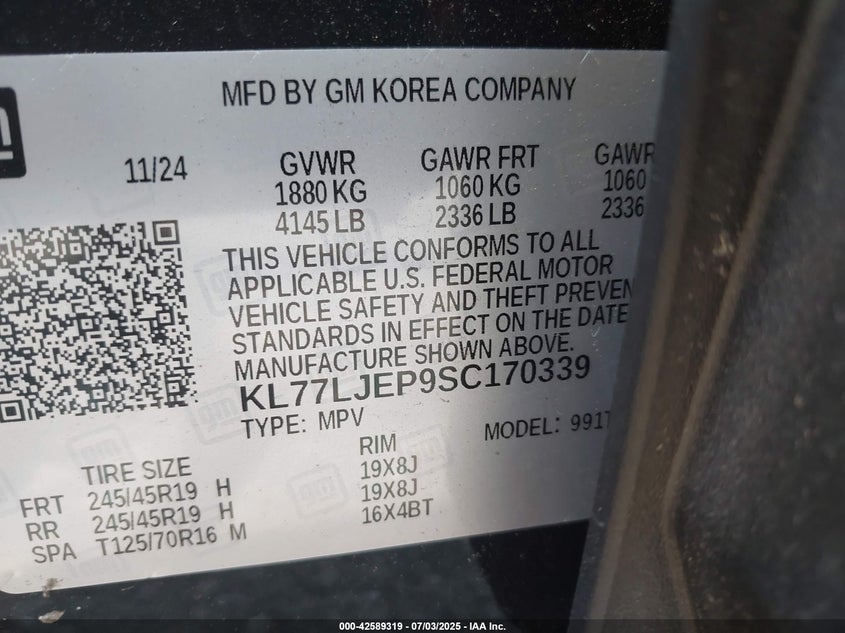 gm
MFD BY GM KOREA COMPANY
11/24 GVWR GAWR FRT GAWR
1880 KG 1060 KG 1060
4145 LB 2336 LB 2336
THIS VEHICLE CONFORMS TO ALL
APPLICABLE U.S. FEDERAL MOTOR
VEHICLE SAFETY AND THEFT PREVEN
STANDARDS IN EFFECT ON THE DATE
MANUFACTURE SHOWN ABOVE.
KL77LJEP9SC170339
TYPE: MPV MODEL: 991T
TIRE SIZE RIM
FRT 245/45R19 H 19X8J
RR 245/45R19 H 19X8J
SPA T125/70R16 M 16X4BT
000-42589319 / 07/03/2025 - IAA Inc.